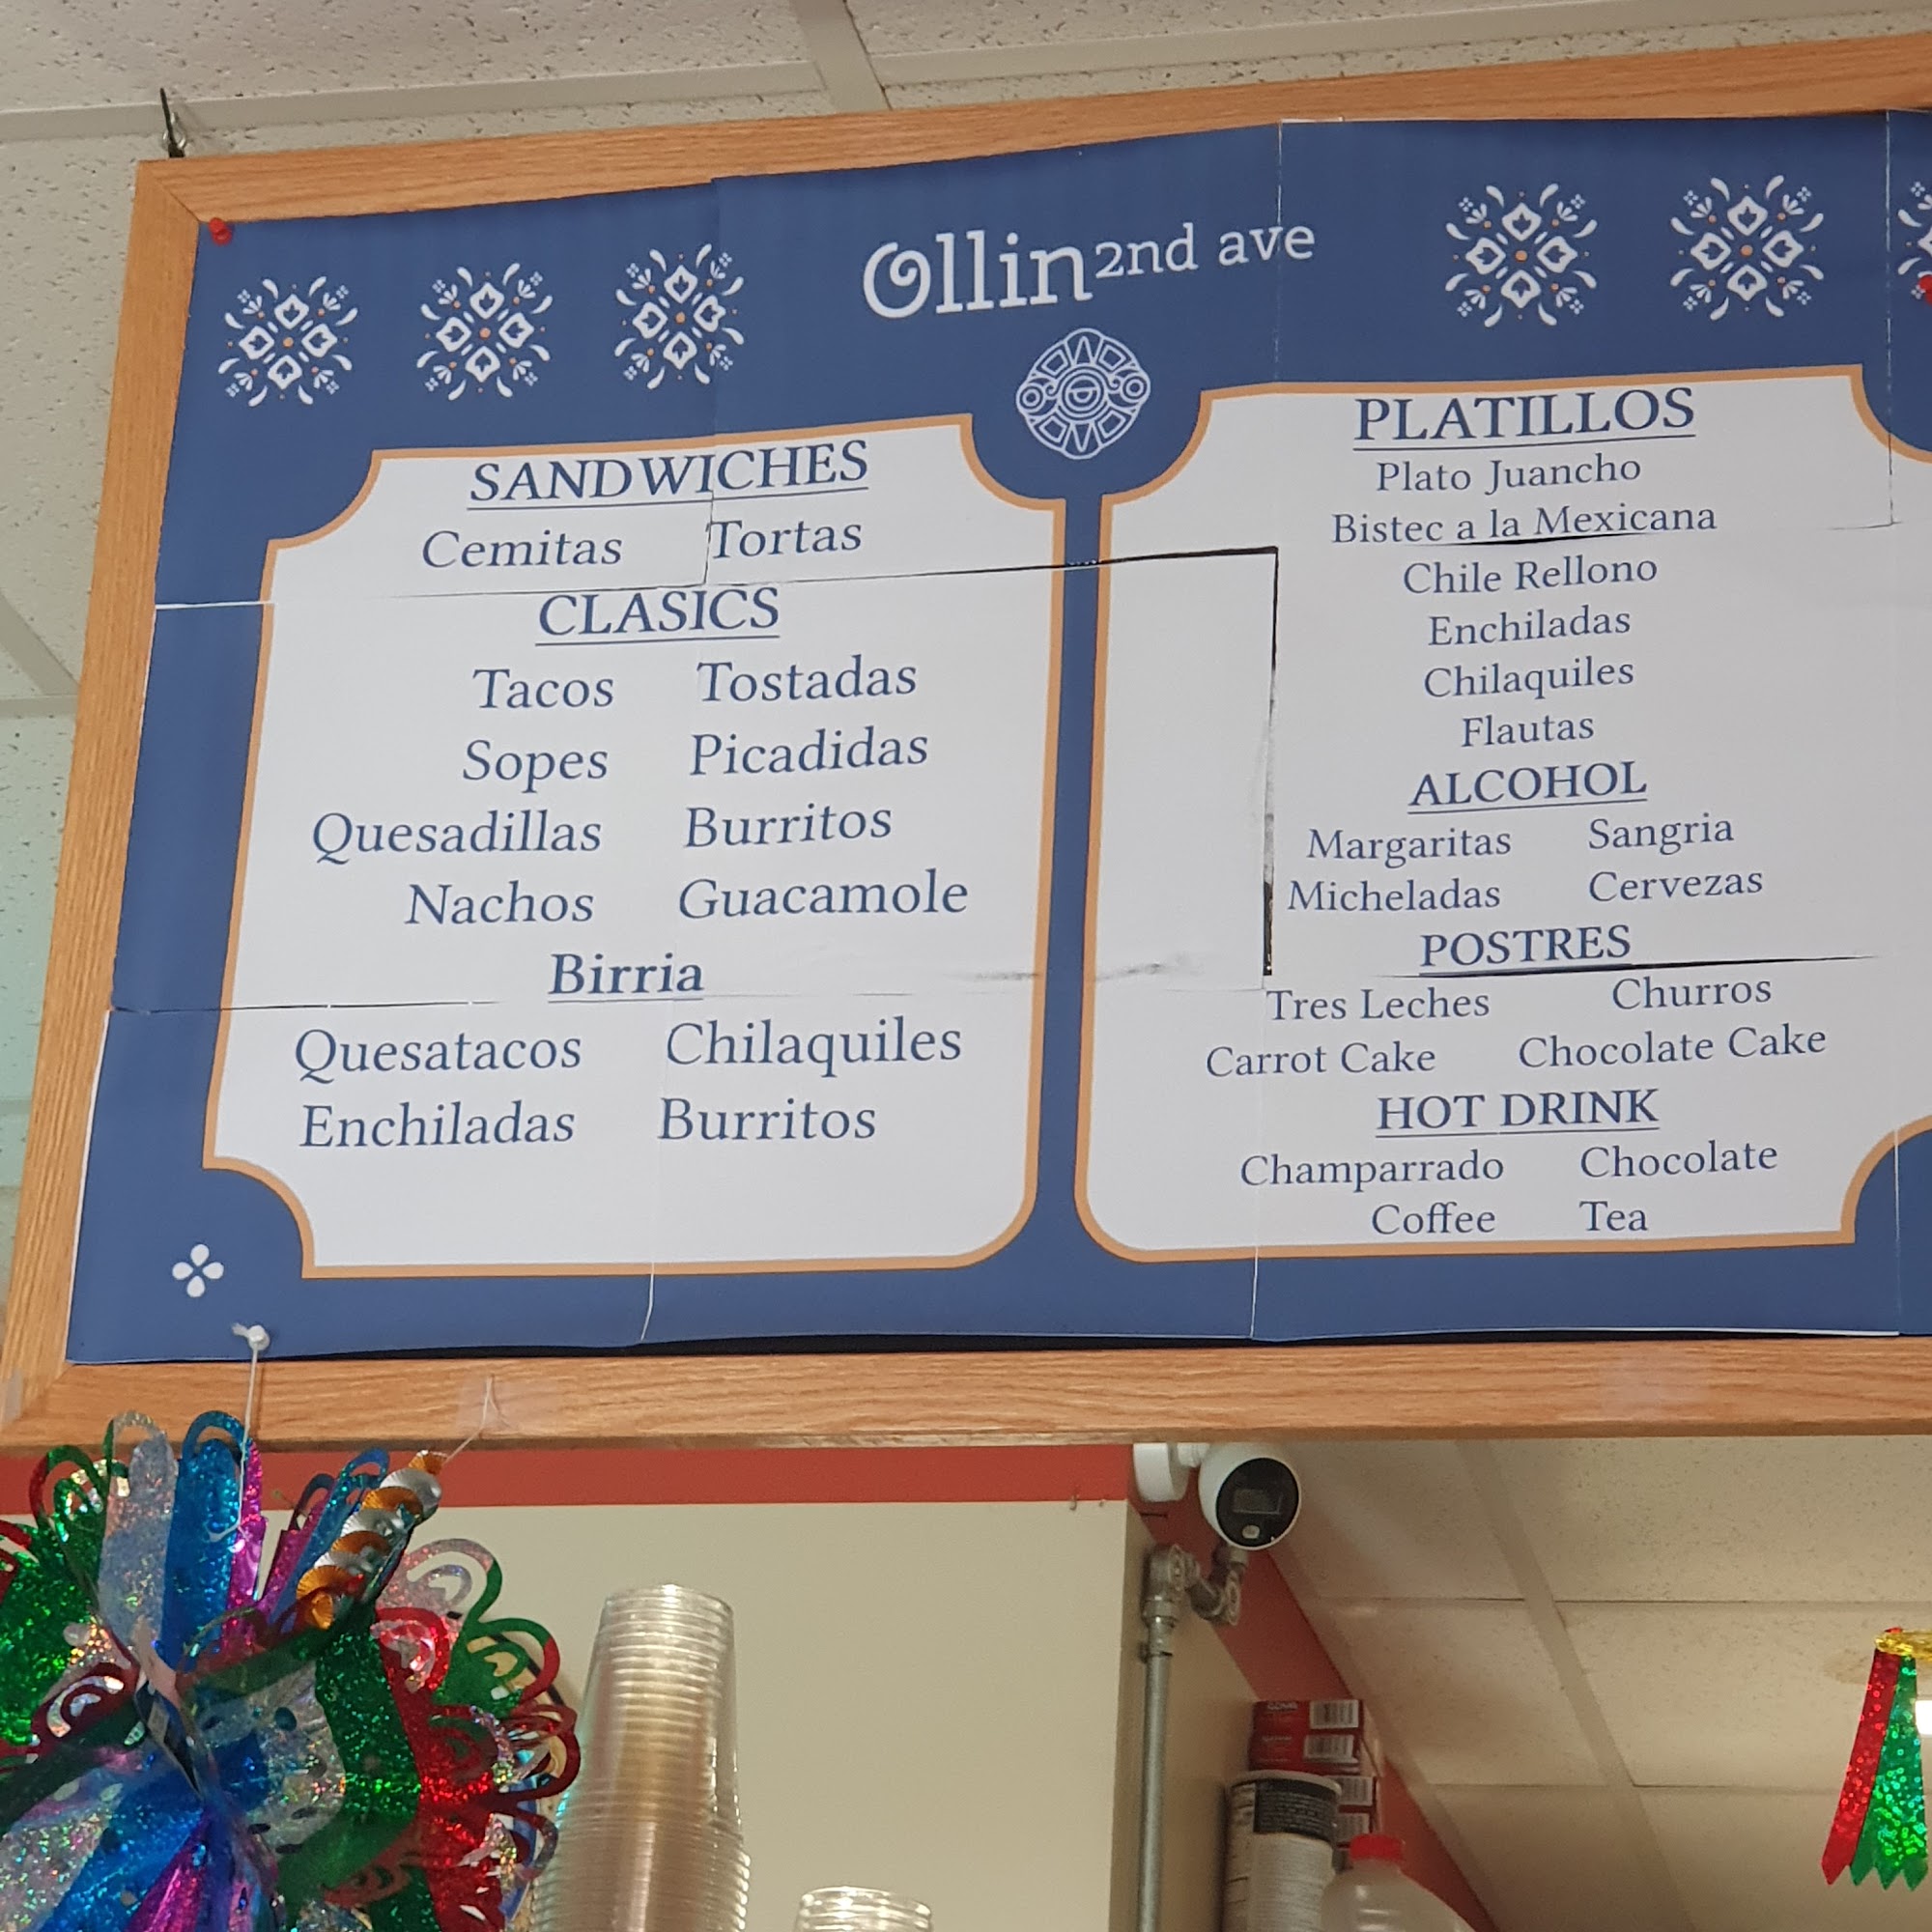 Ollin 2nd ave
SANDWICHES
Cemitas Tortas
CLASICS
Tacos Tostadas
Sopes Picadidas
Quesadillas Burritos
Nachos Guacamole
Birria
Quesatacos Chilaquiles
Enchiladas Burritos
PLATILLOS
Plato Juancho
Bistec a la Mexicana
Chile Rellono
Enchiladas
Chilaquiles
Flautas
ALCOHOL
Margaritas Sangria
Micheladas Cervezas
POSTRES
Tres Leches Churros
Carrot Cake Chocolate Cake
HOT DRINK
Champarrado Chocolate
Coffee Tea